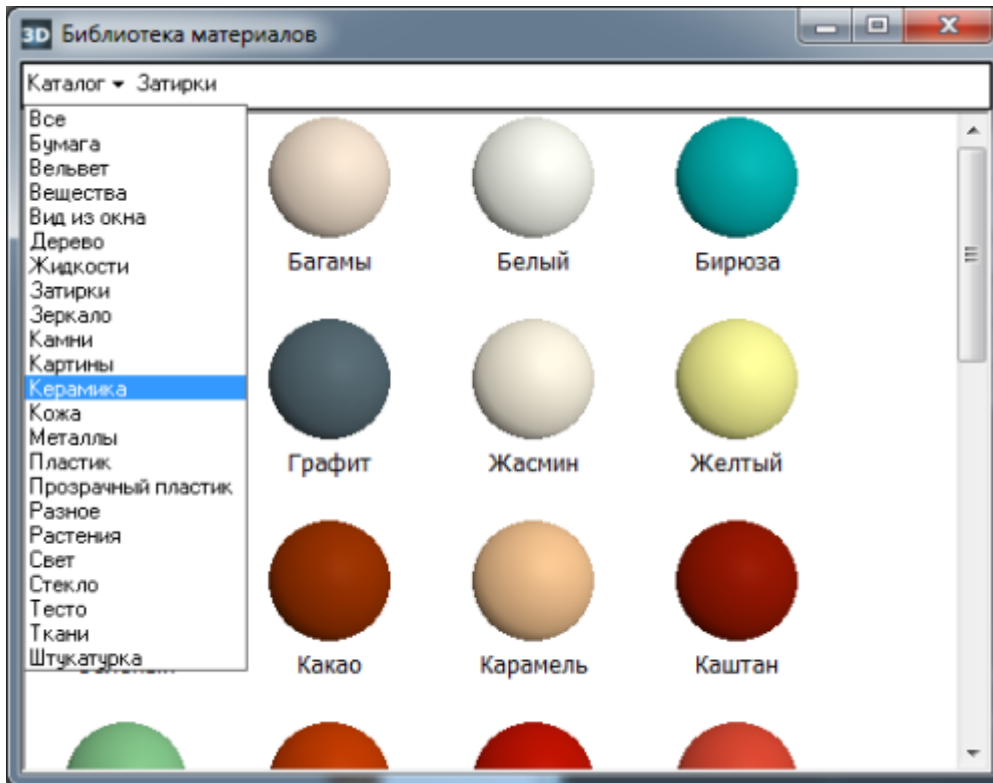 3D Библиотека материалов
Каталог Затирки
Все
Бумага
Вельвет
Вещества
Вид из окна
Дерево
Жидкости
Затирки
Зеркало
Камни
Картины
Керамика
Кожа
Металлы
Пластик
Прозрачный пластик
Разное
Растения
Свет
Стекло
Тесто
Ткани
Штукатурка
Багамы Белый Бирюза
Графит Жасмин Желтый
Какао Карамель Каштан